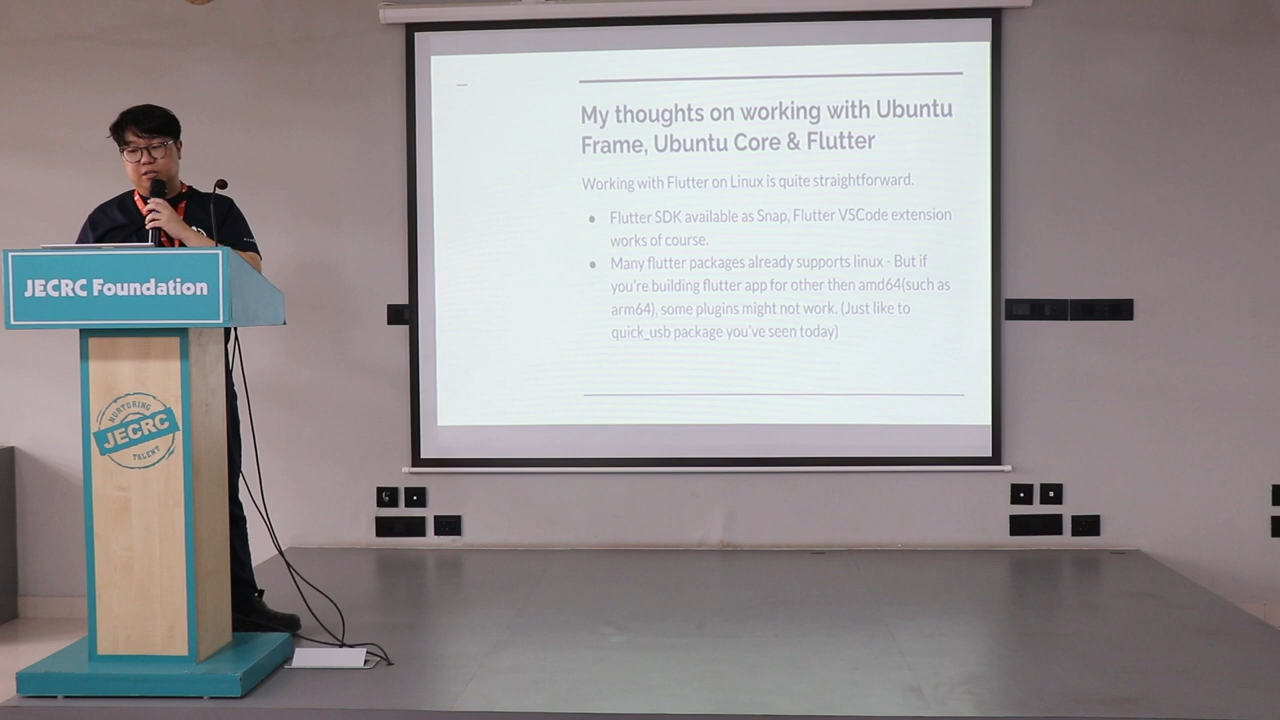 My thoughts on working with Ubuntu
Frame, Ubuntu Core & Flutter
Working with Flutter on Linux is quite straightforward.
● Flutter SDK available as Snap, Flutter VSCode extension
works of course.
● Many flutter packages already supports linux - But if
you're building flutter app for other then amd64(such as
arm64), some plugins might not work. (Just like to
quick_usb package you've seen today)
JECRC Foundation
NURTURING
JECRC
TALENT